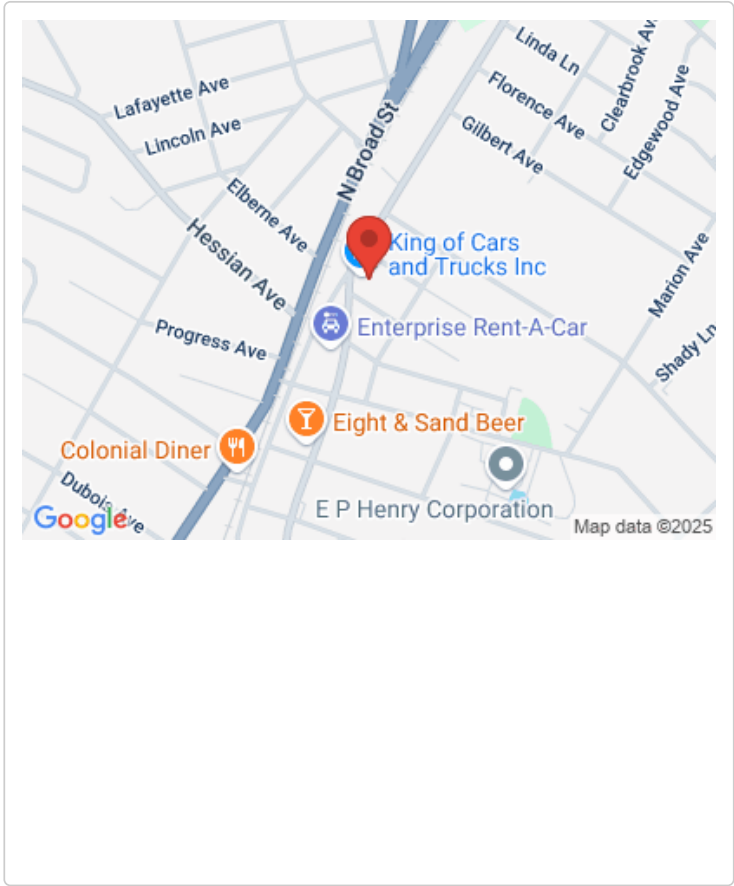 Linda Ln
Clearbrook Av
Lafayette Ave
Florence Ave
Edgewood Ave
Lincoln Ave
N Broad St
Gilbert Ave
Elberne Ave
Hessian Ave
King of Cars
and Trucks Inc
Marion Ave
Progress Ave
Enterprise Rent-A-Car
Shady Ln
Eight & Sand Beer
Colonial Diner
Dubois Ave
E P Henry Corporation
Google
Map data ©2025